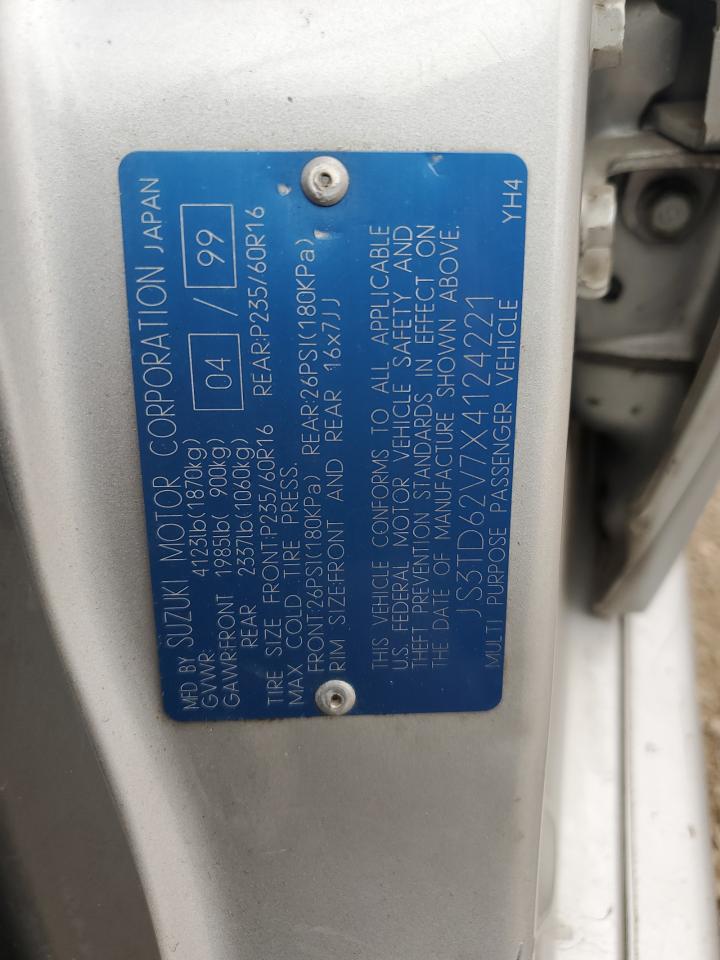 MFD BY SUZUKI MOTOR CORPORATION JAPAN
GVWR: 4123lb(1870kg)
GAWR:FRONT 1985lb( 900kg) 04 / 99
REAR 2337lb(1060kg)
TIRE SIZE FRONT:P235/60R16 REAR:P235/60R16
MAX COLD TIRE PRESS.
FRONT:26PSI(180KPa) REAR:26PSI(180KPa)
RIM SIZE:FRONT AND REAR 16x7JJ
THIS VEHICLE CONFORMS TO ALL APPLICABLE
U.S. FEDERAL MOTOR VEHICLE SAFETY AND
THEFT PREVENTION STANDARDS IN EFFECT ON
THE DATE OF MANUFACTURE SHOWN ABOVE.
JS3TD62V7X4124221
MULTI PURPOSE PASSENGER VEHICLE YH4